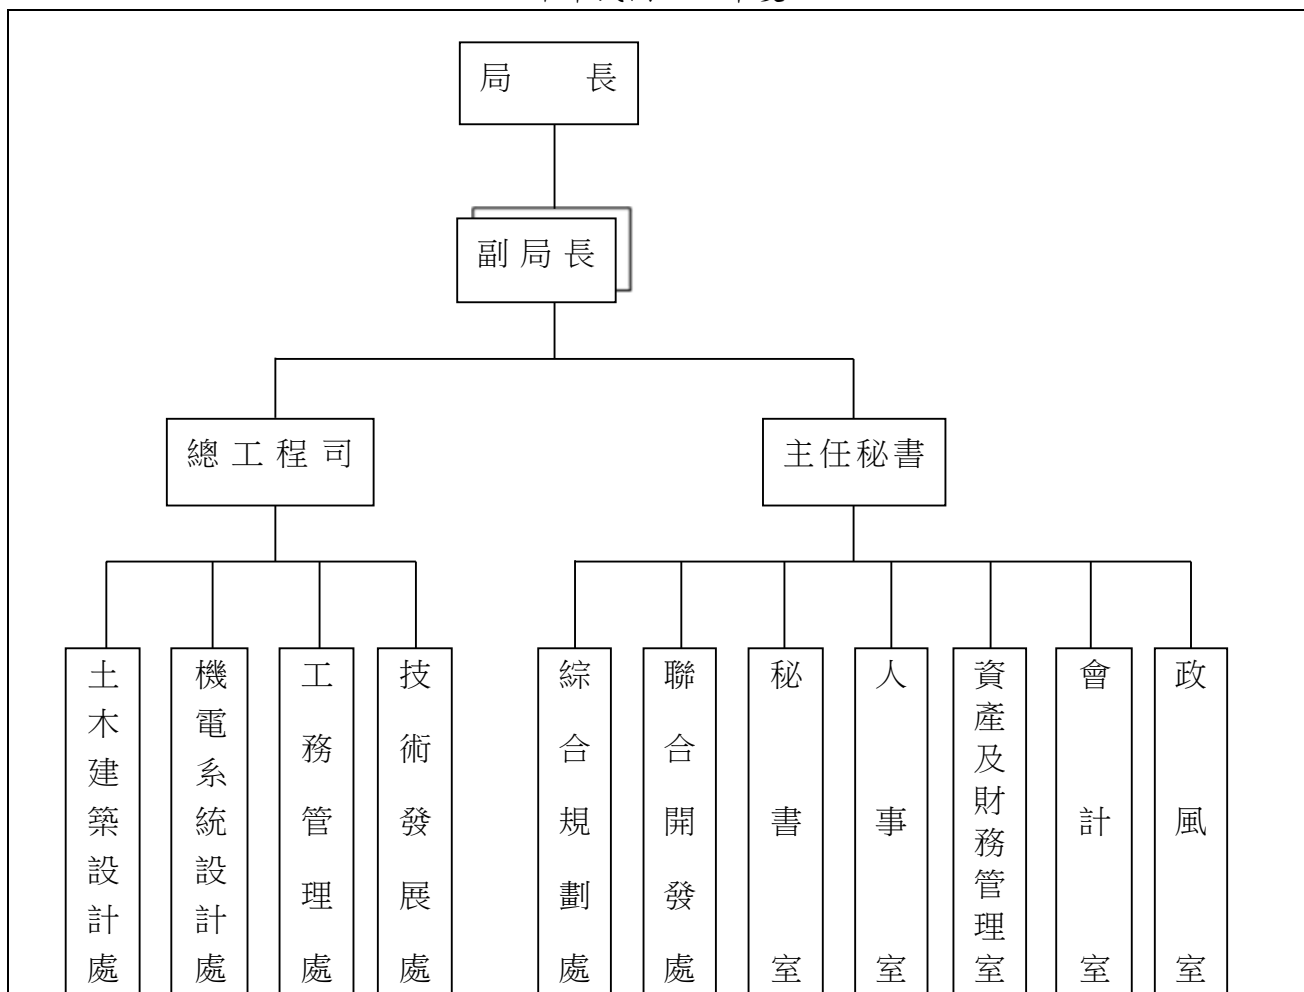 局長
副局長
總工程司
主任秘書
土木建築設計處
機電系統設計處
工務管理處
技術發展處
綜合規劃處
聯合開發處
秘書室
人事室
資產及財務管理室
會計室
政風室